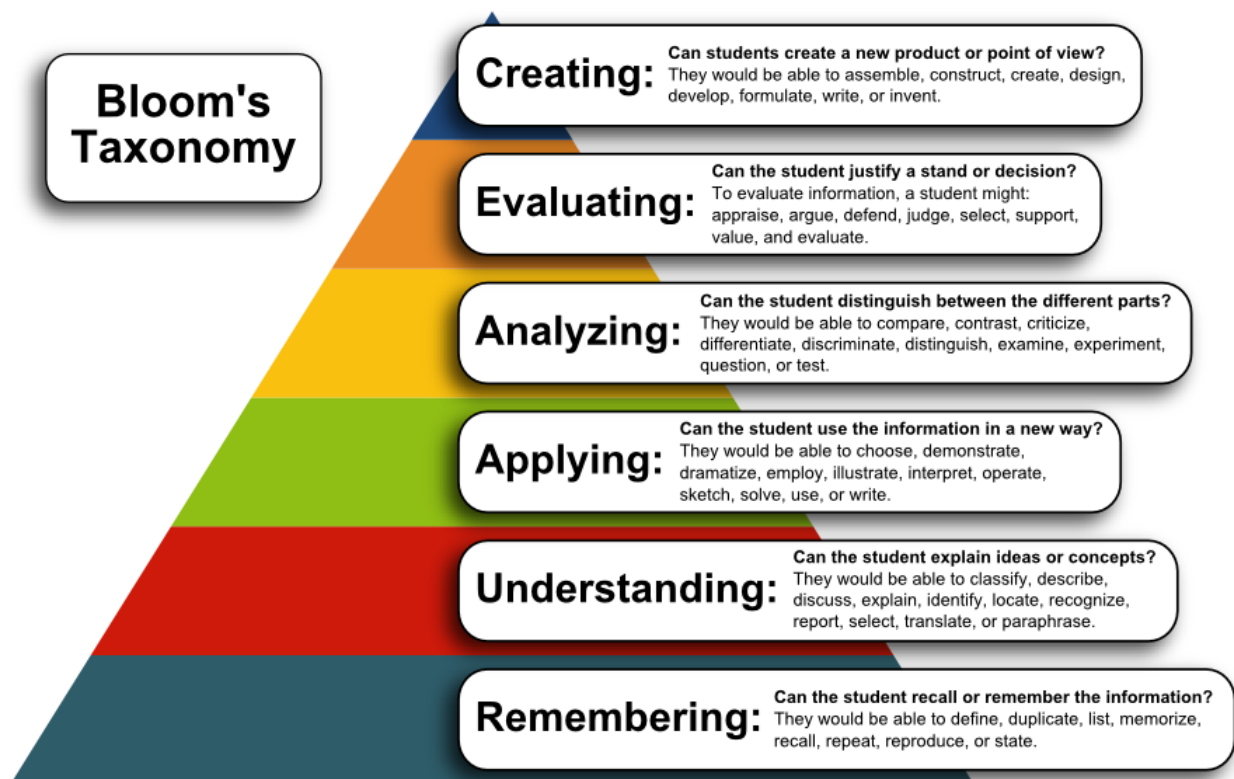 Bloom's
Taxonomy
Creating:
Can students create a new product or point of view?
They would be able to assemble, construct, create, design,
develop, formulate, write, or invent.
Evaluating:
Can the student justify a stand or decision?
To evaluate information, a student might:
appraise, argue, defend, judge, select, support,
value, and evaluate.
Analyzing:
Can the student distinguish between the different parts?
They would be able to compare, contrast, criticize,
differentiate, discriminate, distinguish, examine, experiment,
question, or test.
Applying:
Can the student use the information in a new way?
They would be able to choose, demonstrate,
dramatize, employ, illustrate, interpret, operate,
sketch, solve, use, or write.
Understanding:
Can the student explain ideas or concepts?
They would be able to classify, describe,
discuss, explain, identify, locate, recognize,
report, select, translate, or paraphrase.
Remembering:
Can the student recall or remember the information?
They would be able to define, duplicate, list, memorize,
recall, repeat, reproduce, or state.